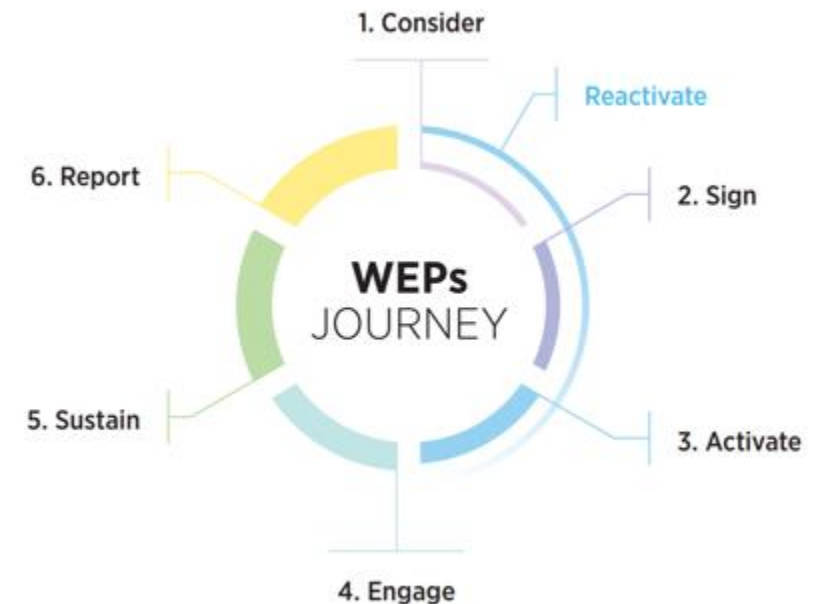 1. Consider
Reactivate
2. Sign
3. Activate
4. Engage
5. Sustain
6. Report
WEPs
JOURNEY